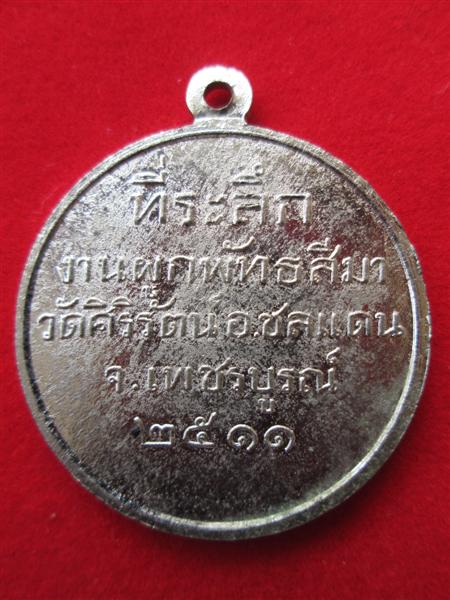 ที่ระลึก
งานผูกพัทธสีมา
วัดศิริรัตน์อ.ชลแดน
จ.เพชรบูรณ์
๒๕๑๑